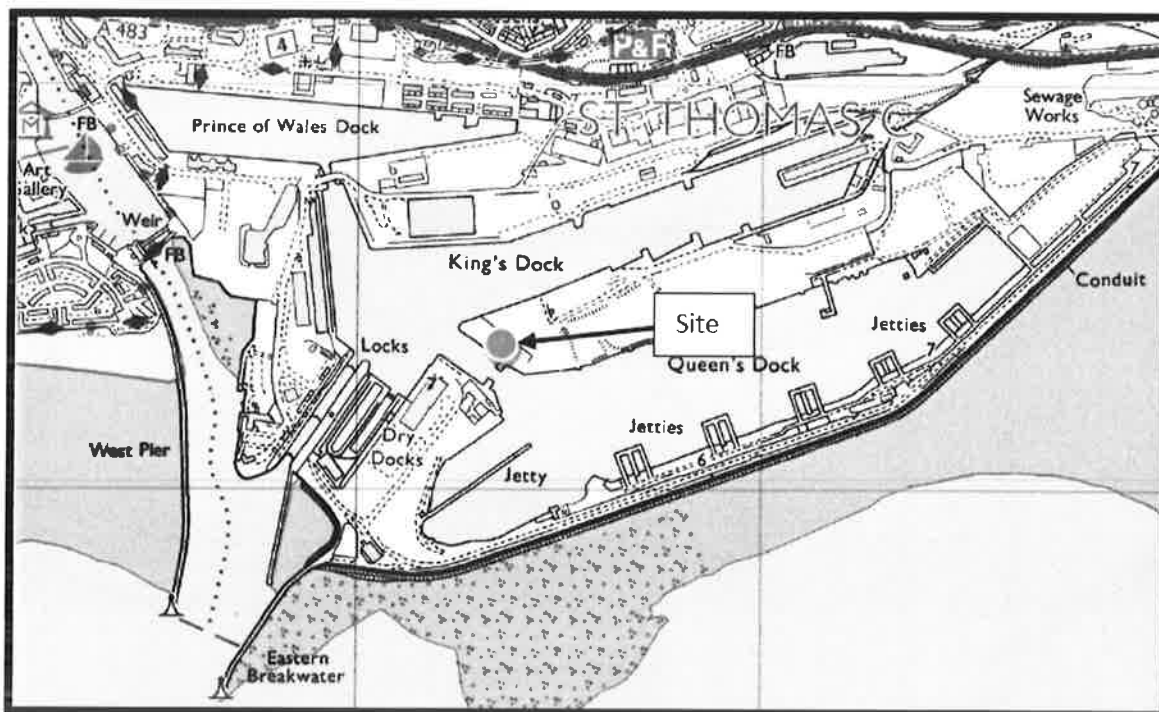 A 483
4
P&R
FB
Prince of Wales Dock
ST THOMAS
Sewage
Works
M
FB
Art
Gallery
Weir
FB
King's Dock
Conduit
Site
Jetties
7
Locks
Queen's Dock
West Pier
Dry
Docks
Jetties
6
Jetty
Eastern
Breakwater